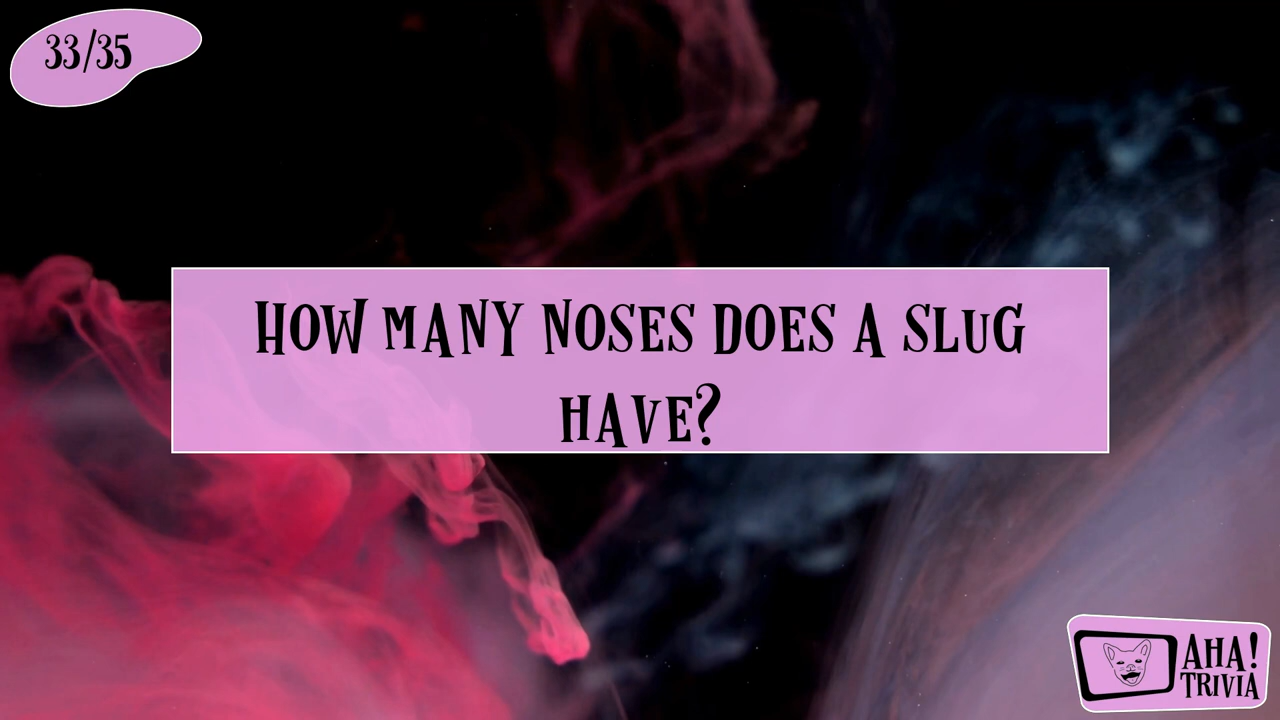 33/35
HOW MANY NOSES DOES A SLUG
HAVE?
AHA!
TRIVIA